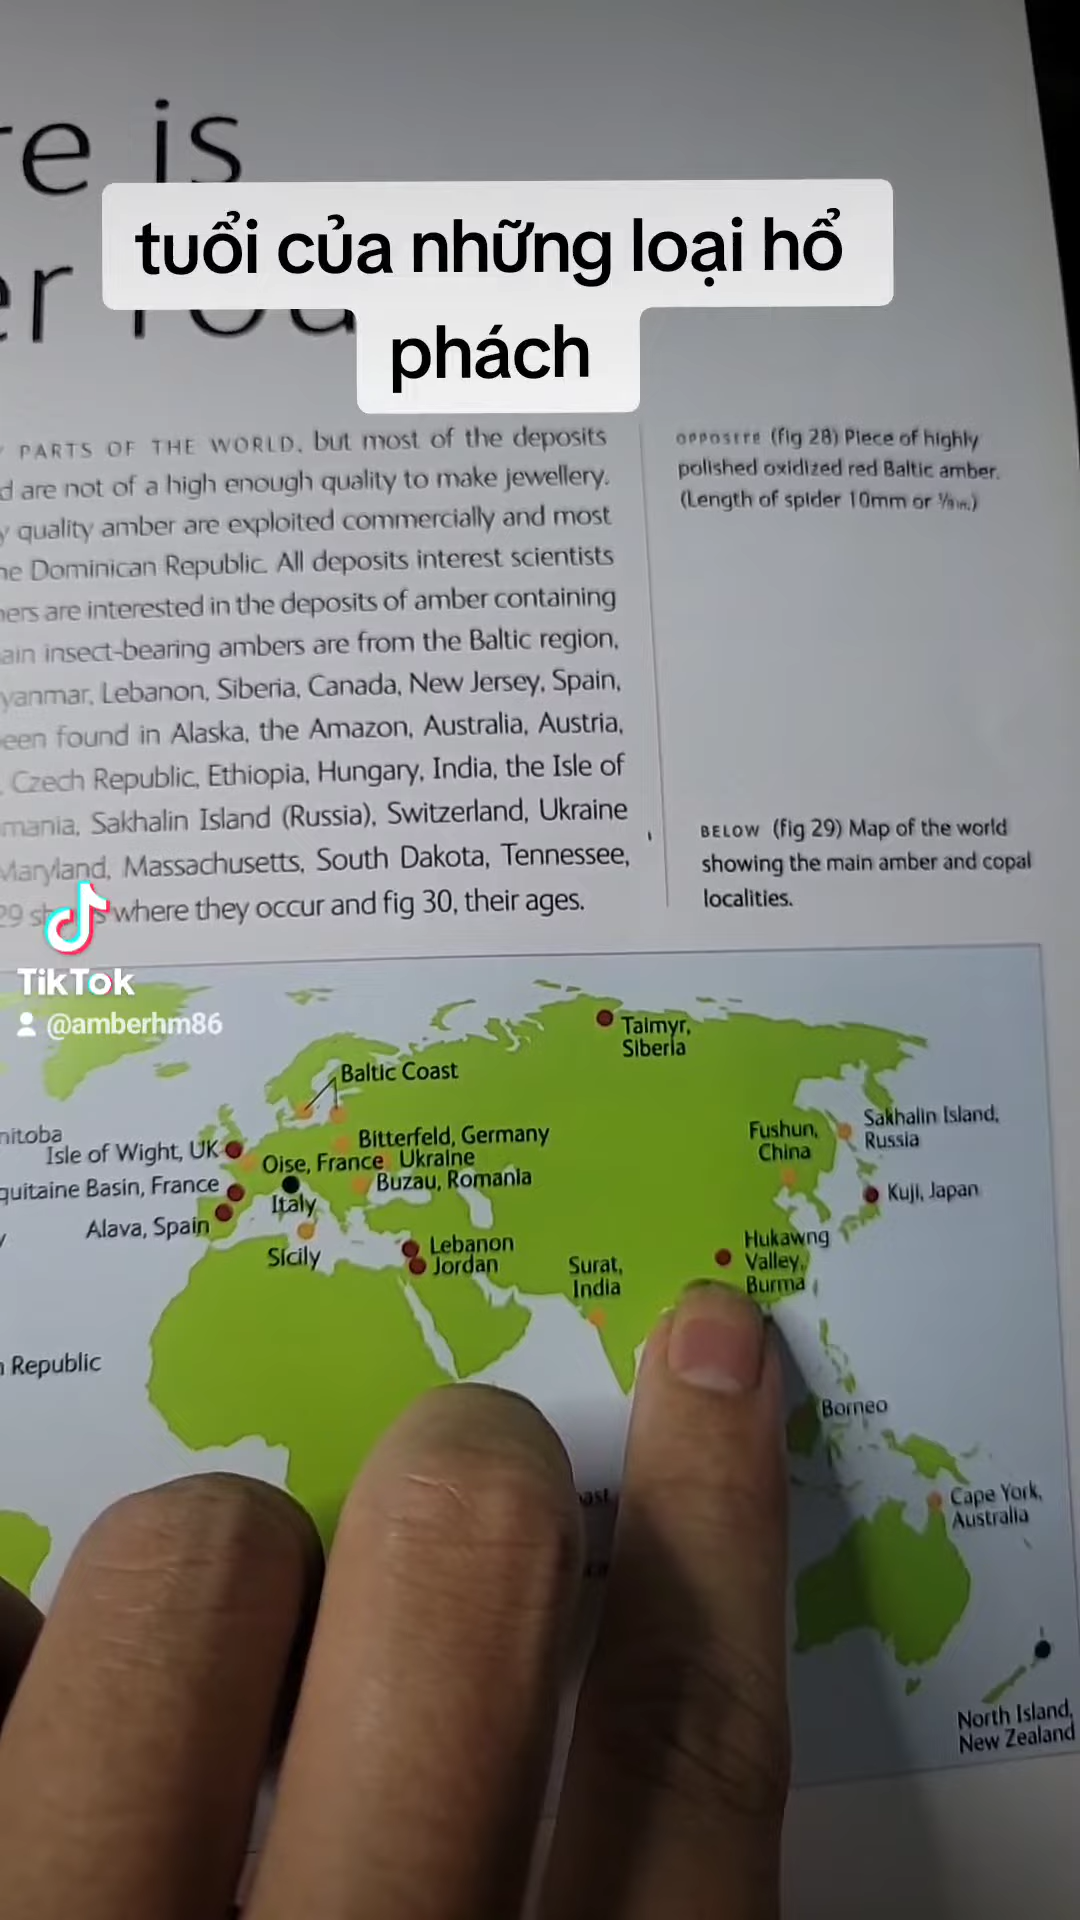 re is
tuổi của những loại hổ
phách
PARTS OF THE WORLD, but most of the deposits
d are not of a high enough quality to make jewellery.
y quality amber are exploited commercially and most
he Dominican Republic. All deposits interest scientists
ners are interested in the deposits of amber containing
ain insect-bearing ambers are from the Baltic region,
yanmar, Lebanon, Siberia, Canada, New Jersey, Spain,
een found in Alaska, the Amazon, Australia, Austria,
, Czech Republic, Ethiopia, Hungary, India, the Isle of
mania, Sakhalin Island (Russia), Switzerland, Ukraine
Maryland, Massachusetts, South Dakota, Tennessee,
29 where they occur and fig 30, their ages.
OPPOSITE (fig 28) Piece of highly
polished oxidized red Baltic amber.
(Length of spider 10mm or
BELOW (fig 29) Map of the world
showing the main amber and copal
localities.
TikTok
@amberhm86
Taimyr,
Siberia
Baltic Coast
nitoba
Isle of Wight, UK
Bitterfeld, Germany
Oise, France
Ukraine
quitaine Basin, France
Buzau, Romania
Italy
Alava, Spain
Sicily
Lebanon
Jordan
Surat,
India
Fushun,
China
Sakhalin Island,
Russia
Kuji, Japan
Hukawng
Valley,
Burma
n Republic
Borneo
ast
Cape York,
Australia
North Island,
New Zealand